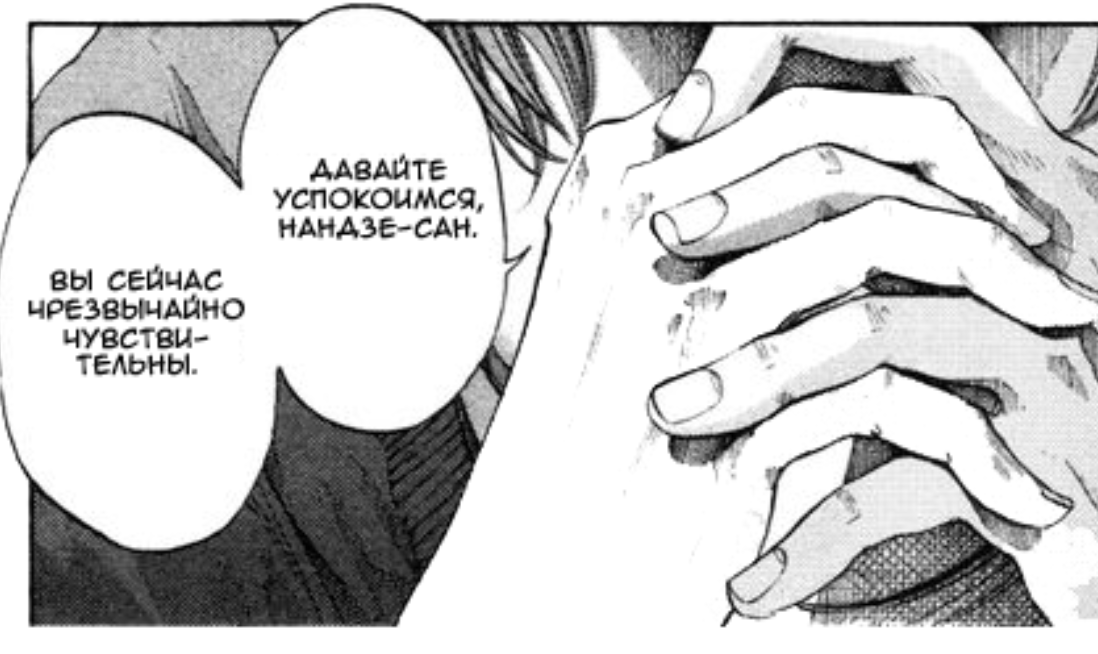 ДАВАЙТЕ
УСПОКОИМСЯ,
НАНДЗЕ-САН.
ВЫ СЕЙЧАС
ЧРЕЗВЫЧАЙНО
ЧУВСТВИ-
ТЕЛЬНЫ.